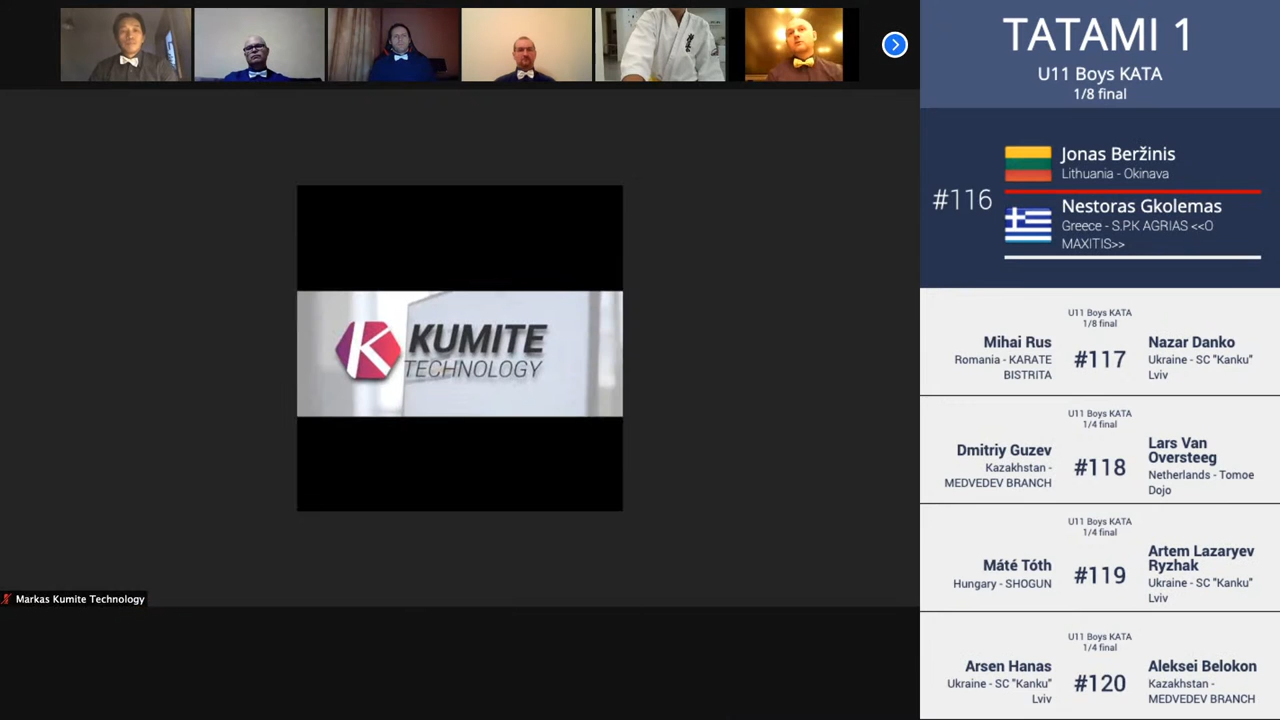 TATAMI 1
U11 Boys KATA
1/8 final
#116
Jonas Beržinis
Lithuania - Okinava
Nestoras Gkolemas
Greece - S.P.K AGRIAS <<O
MAXITIS>>
KUMITE
TECHNOLOGY
Markas Kumite Technology
U11 Boys KATA
1/8 final
Mihai Rus
Romania - KARATE
BISTRITA
#117
Nazar Danko
Ukraine - SC "Kanku"
Lviv
U11 Boys KATA
1/4 final
Dmitriy Guzev
Kazakhstan -
MEDVEDEV BRANCH
#118
Lars Van
Oversteeg
Netherlands - Tomoe
Dojo
U11 Boys KATA
1/4 final
Máté Tóth
Hungary - SHOGUN
#119
Artem Lazaryev
Ryzhak
Ukraine - SC "Kanku"
Lviv
U11 Boys KATA
1/4 final
Arsen Hanas
Ukraine - SC "Kanku"
Lviv
#120
Aleksei Belokon
Kazakhstan -
MEDVEDEV BRANCH